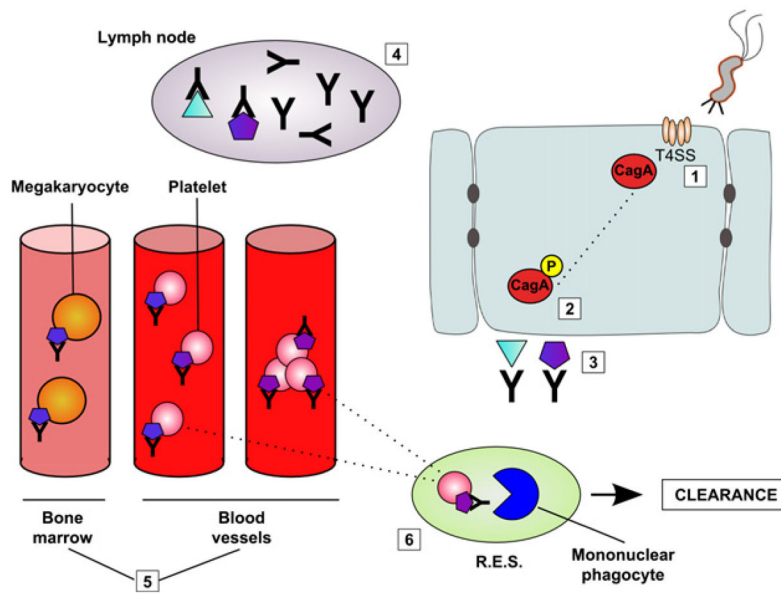 Lymph node
4
T4SS
CagA
1
Megakaryocyte
Platelet
P
CagA
2
3
CLEARANCE
Bone
marrow
Blood
vessels
6
R.E.S.
Mononuclear
phagocyte
5